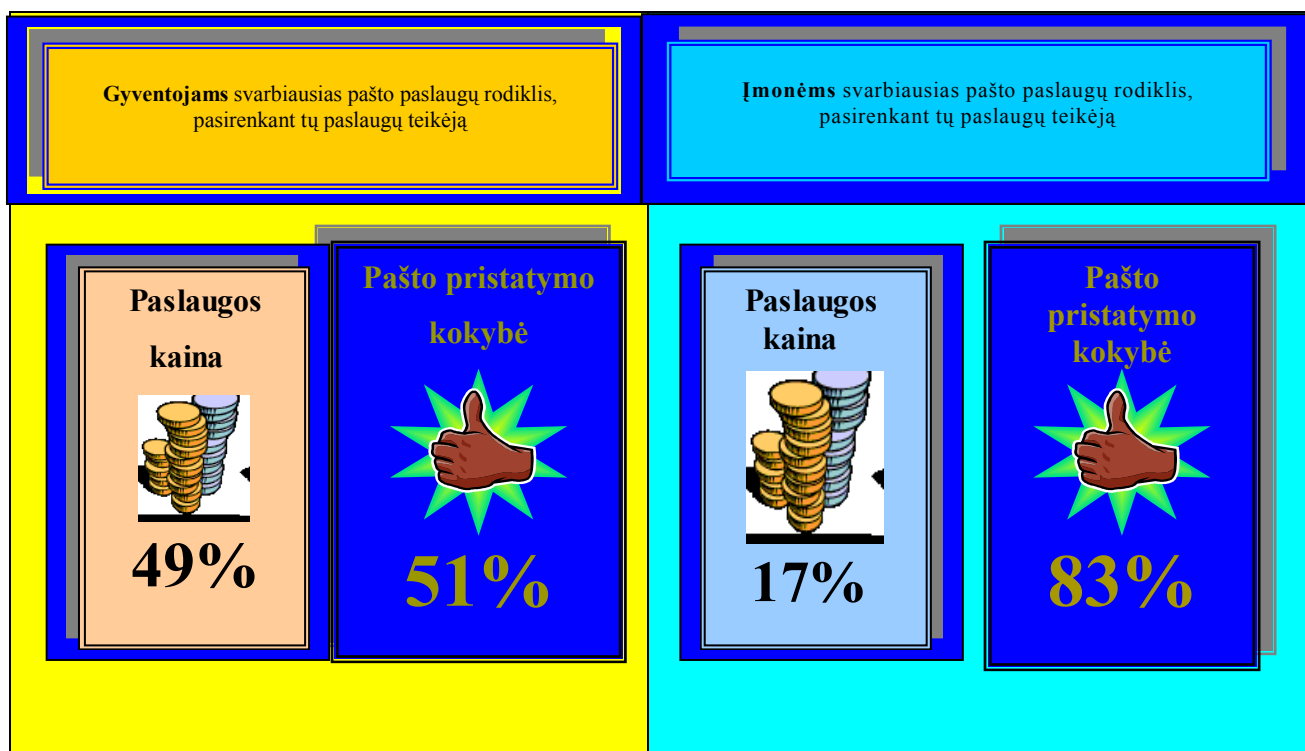 Gyventojams svarbiausias pašto paslaugų rodiklis,
pasirenkant tų paslaugų teikėją
Įmonėms svarbiausias pašto paslaugų rodiklis,
pasirenkant tų paslaugų teikėją
Paslaugos
kaina
49%
Pašto pristatymo
kokybė
51%
Paslaugos
kaina
17%
Pašto
pristatymo
kokybė
83%